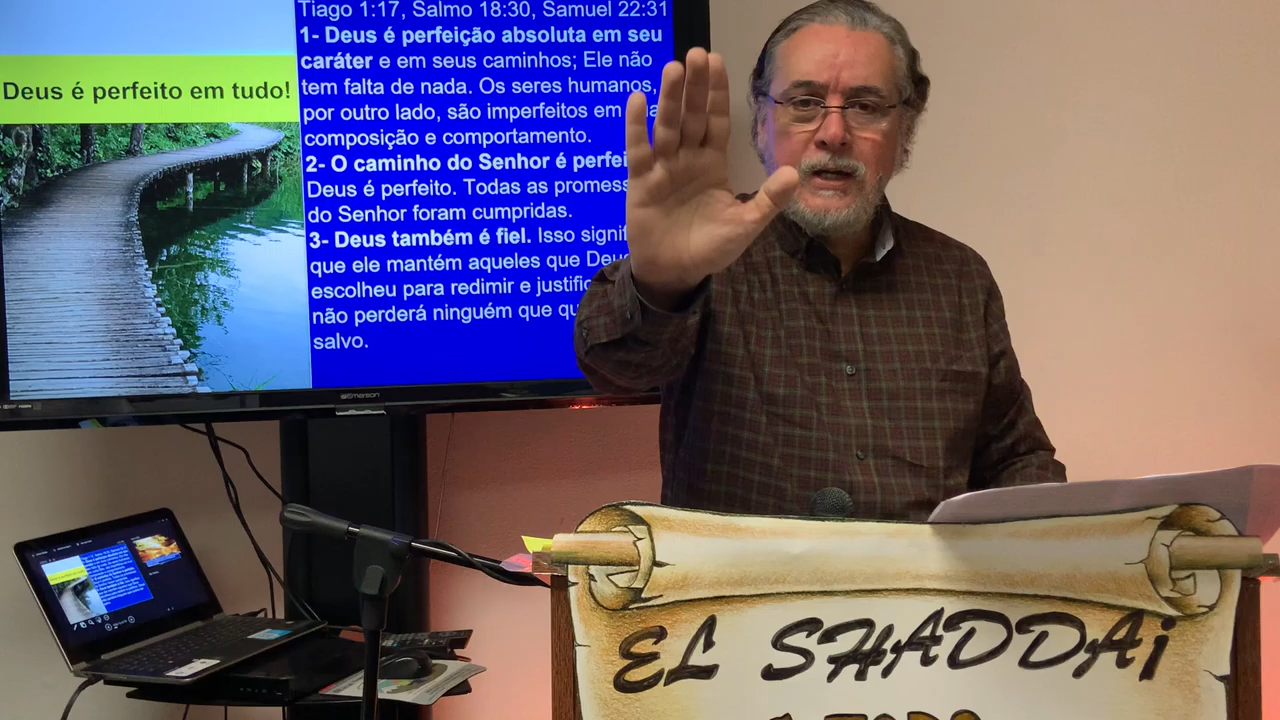 Deus é perfeito em tudo!
Tiago 1:17, Salmo 18:30, Samuel 22:31
1- Deus é perfeição absoluta em seu
caráter e em seus caminhos; Ele não
tem falta de nada. Os seres humanos,
por outro lado, são imperfeitos em
composição e comportamento.
2- O caminho do Senhor é
Deus é perfeito. Todas as
do Senhor foram cumpridas.
3- Deus também é fiel. Isso
que ele mantém aqueles que
escolheu para redimir e
não perderá ninguém que
salvo.
Emerson
EL SHADDAi